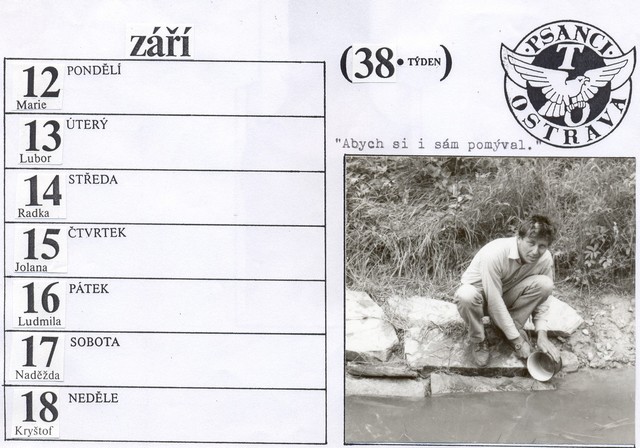 září
12 PONDĚLÍ
Marie
13 ÚTERÝ
Lubor
14 STŘEDA
Radka
15 ČTVRTEK
Jolana
16 PÁTEK
Ludmila
17 SOBOTA
Naděžda
18 NEDĚLE
Kryštof
(38. TÝDEN)
PSANCI
T O
OSTRAVA
"Abych si i sám pomýval."